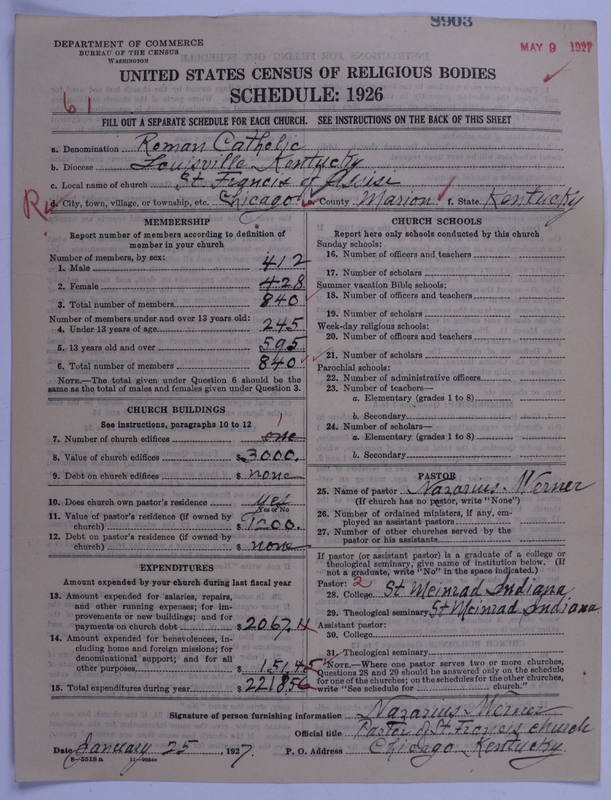 8903
MAY 9 1927
DEPARTMENT OF COMMERCE
BUREAU OF THE CENSUS
WASHINGTON
UNITED STATES CENSUS OF RELIGIOUS BODIES
SCHEDULE: 1926
61
FILL OUT A SEPARATE SCHEDULE FOR EACH CHURCH. SEE INSTRUCTIONS ON THE BACK OF THIS SHEET
a. Denomination Roman Catholic
b. Diocese Louisville, Kentucky
c. Local name of church St Francis of Assisi
R d. City, town, village, or township, etc. Chicago e. County Marion f. State Kentucky
MEMBERSHIP
Report number of members according to definition of
member in your church
Number of members, by sex:
1. Male 412
2. Female 428
3. Total number of members 840
Number of members under and over 13 years old:
4. Under 13 years of age 245
5. 13 years old and over 595
6. Total number of members 840
NOTE.—The total given under Question 6 should be the
same as the total of males and females given under Question 3.
CHURCH BUILDINGS
See instructions, paragraphs 10 to 12
7. Number of church edifices one 1
8. Value of church edifices $ 3000.
9. Debt on church edifices $ none
10. Does church own pastor's residence yes
Yes or No
11. Value of pastor's residence (if owned by
church) $ 1200.
12. Debt on pastor's residence (if owned by
church) $ none
EXPENDITURES
Amount expended by your church during last fiscal year
13. Amount expended for salaries, repairs,
and other running expenses; for im-
provements or new buildings; and for
payments on church debt $ 2067.11
14. Amount expended for benevolences, in-
cluding home and foreign missions; for
denominational support; and for all
other purposes $ 151.45
15. Total expenditures during year $ 2218.56
CHURCH SCHOOLS
Report here only schools conducted by this church
Sunday schools:
16. Number of officers and teachers
17. Number of scholars
Summer vacation Bible schools:
18. Number of officers and teachers
19. Number of scholars
Week-day religious schools:
20. Number of officers and teachers
21. Number of scholars
Parochial schools:
22. Number of administrative officers
23. Number of teachers—
a. Elementary (grades 1 to 8)
b. Secondary
24. Number of scholars—
a. Elementary (grades 1 to 8)
b. Secondary
PASTOR
25. Name of pastor Nazarius Werner
(If church has no pastor, write "None")
26. Number of ordained ministers, if any, em-
ployed as assistant pastors
27. Number of other churches served by the
pastor or his assistants
If pastor (or assistant pastor) is a graduate of a college or
theological seminary, give name of institution below. (If
not a graduate, write "No" in the space indicated.)
Pastor: 2
28. College St Meinrad Indiana
29. Theological seminary St Meinrad Indiana
Assistant pastor:
30. College
31. Theological seminary
NOTE.—Where one pastor serves two or more churches,
Questions 28 and 29 should be answered only on the schedule
for one of the churches; on the schedules for the other churches,
write "See schedule for church."
Signature of person furnishing information Nazarius Werner
Official title Pastor of St Francis church
Date January 25, 1927. P. O. Address Chicago Kentucky.
8—5518a